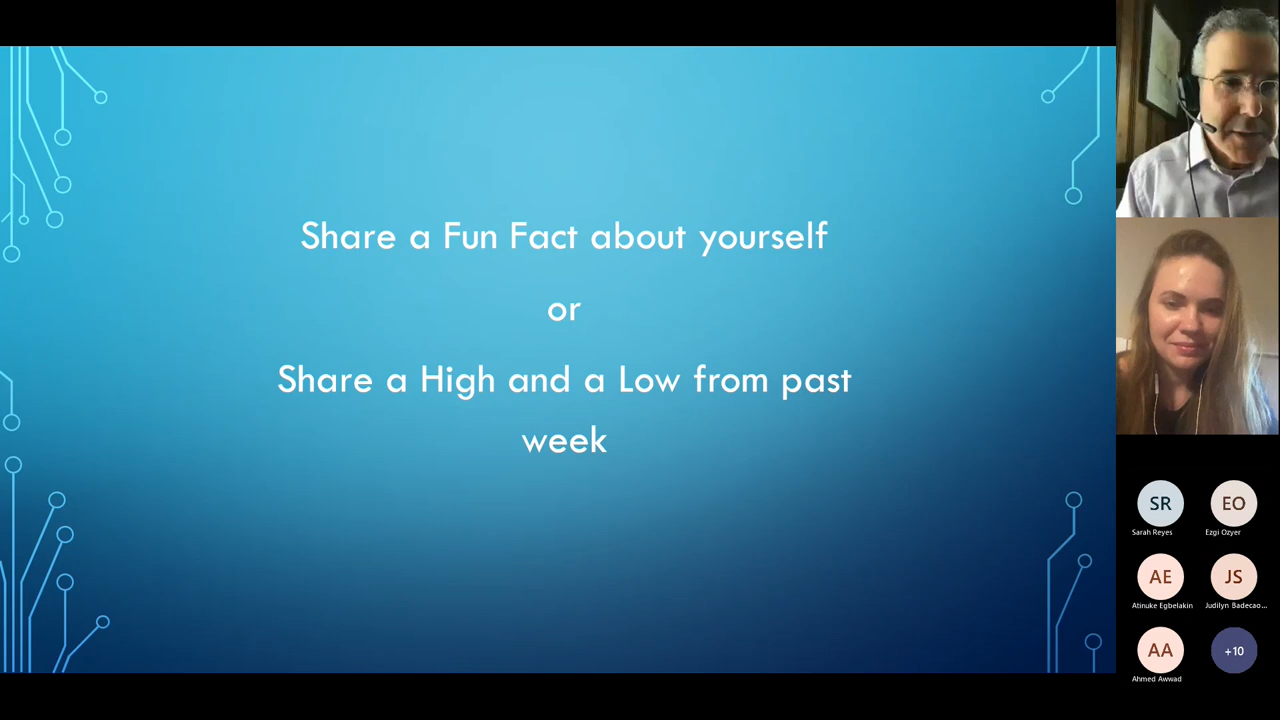 Share a Fun Fact about yourself
or
Share a High and a Low from past
week
SR
EO
Sarah Reyes
Ezgi Ozyer
AE
JS
Atinuke Egbelakin
Judilyn Badecao...
AA
+10
Ahmed Awwad